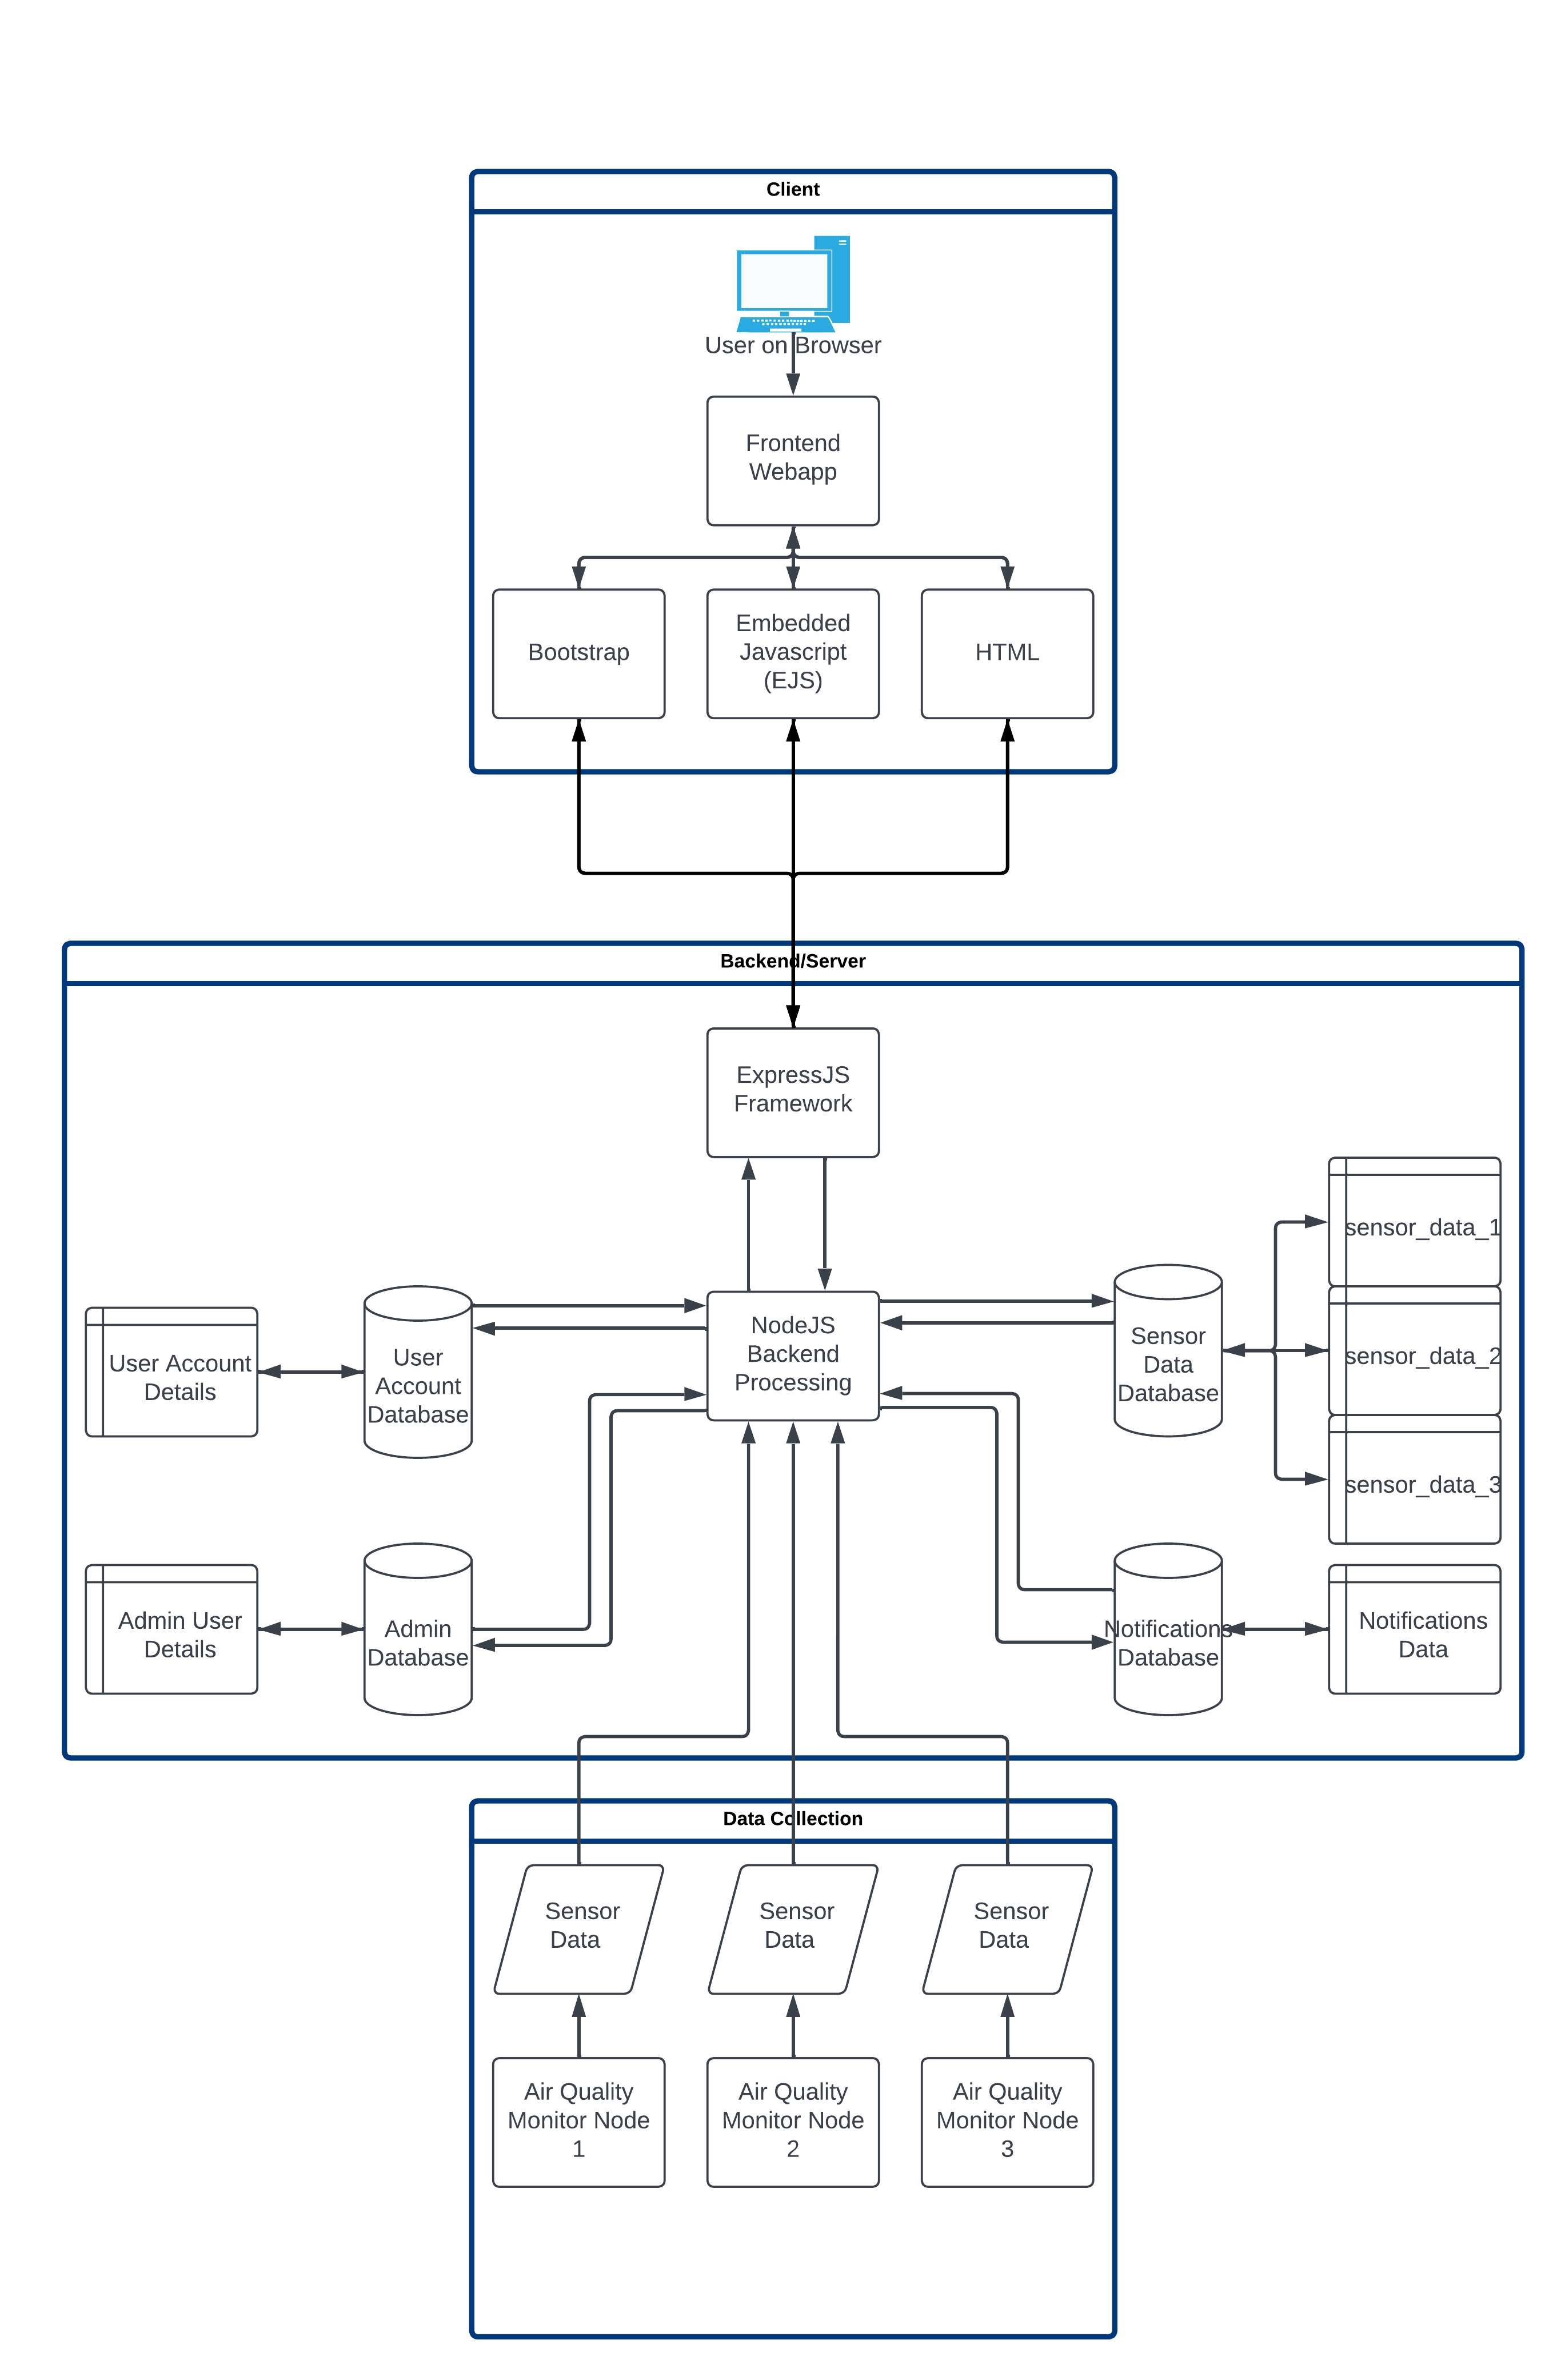 Client
User on Browser
Frontend
Webapp
Bootstrap
Embedded
Javascript
(EJS)
HTML
Backend/Server
ExpressJS
Framework
User Account
Details
User
Account
Database
NodeJS
Backend
Processing
Sensor
Data
Database
sensor_data_1
sensor_data_2
sensor_data_3
Admin User
Details
Admin
Database
Notifications
Database
Notifications
Data
Data Collection
Sensor
Data
Sensor
Data
Sensor
Data
Air Quality
Monitor Node
1
Air Quality
Monitor Node
2
Air Quality
Monitor Node
3